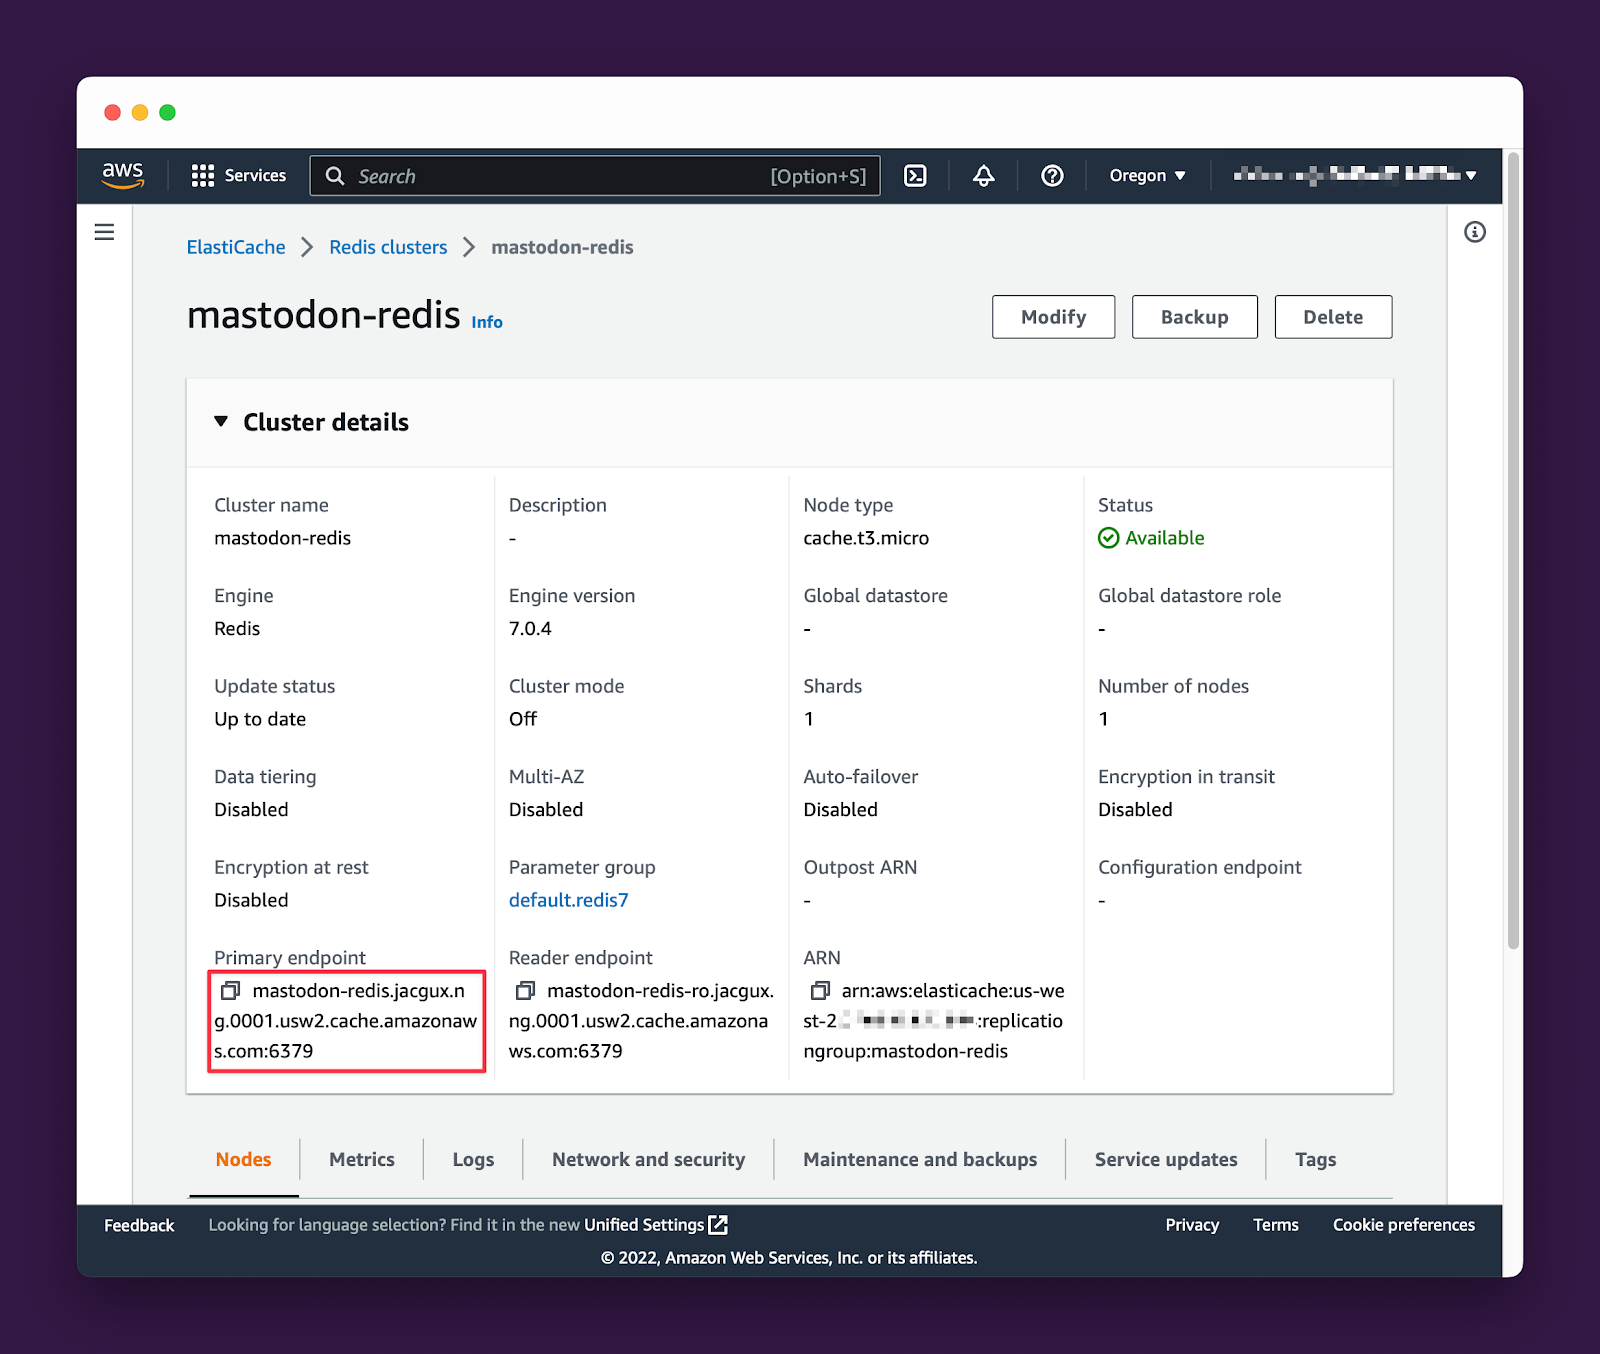 aws
Services
Search [Option+S]
Oregon
ElastiCache Redis clusters mastodon-redis
mastodon-redis Info
Modify Backup Delete
Cluster details
Cluster name
mastodon-redis
Description
-
Node type
cache.t3.micro
Status
Available
Engine
Redis
Engine version
7.0.4
Global datastore
-
Global datastore role
-
Update status
Up to date
Cluster mode
Off
Shards
1
Number of nodes
1
Data tiering
Disabled
Multi-AZ
Disabled
Auto-failover
Disabled
Encryption in transit
Disabled
Encryption at rest
Disabled
Parameter group
default.redis7
Outpost ARN
-
Configuration endpoint
-
Primary endpoint
mastodon-redis.jacgux.n
g.0001.usw2.cache.amazonaw
s.com:6379
Reader endpoint
mastodon-redis-ro.jacgux.
ng.0001.usw2.cache.amazona
ws.com:6379
ARN
arn:aws:elasticache:us-we
st-2 :replicatio
ngroup:mastodon-redis
Nodes Metrics Logs Network and security Maintenance and backups Service updates Tags
Feedback Looking for language selection? Find it in the new Unified Settings Privacy Terms Cookie preferences
© 2022, Amazon Web Services, Inc. or its affiliates.